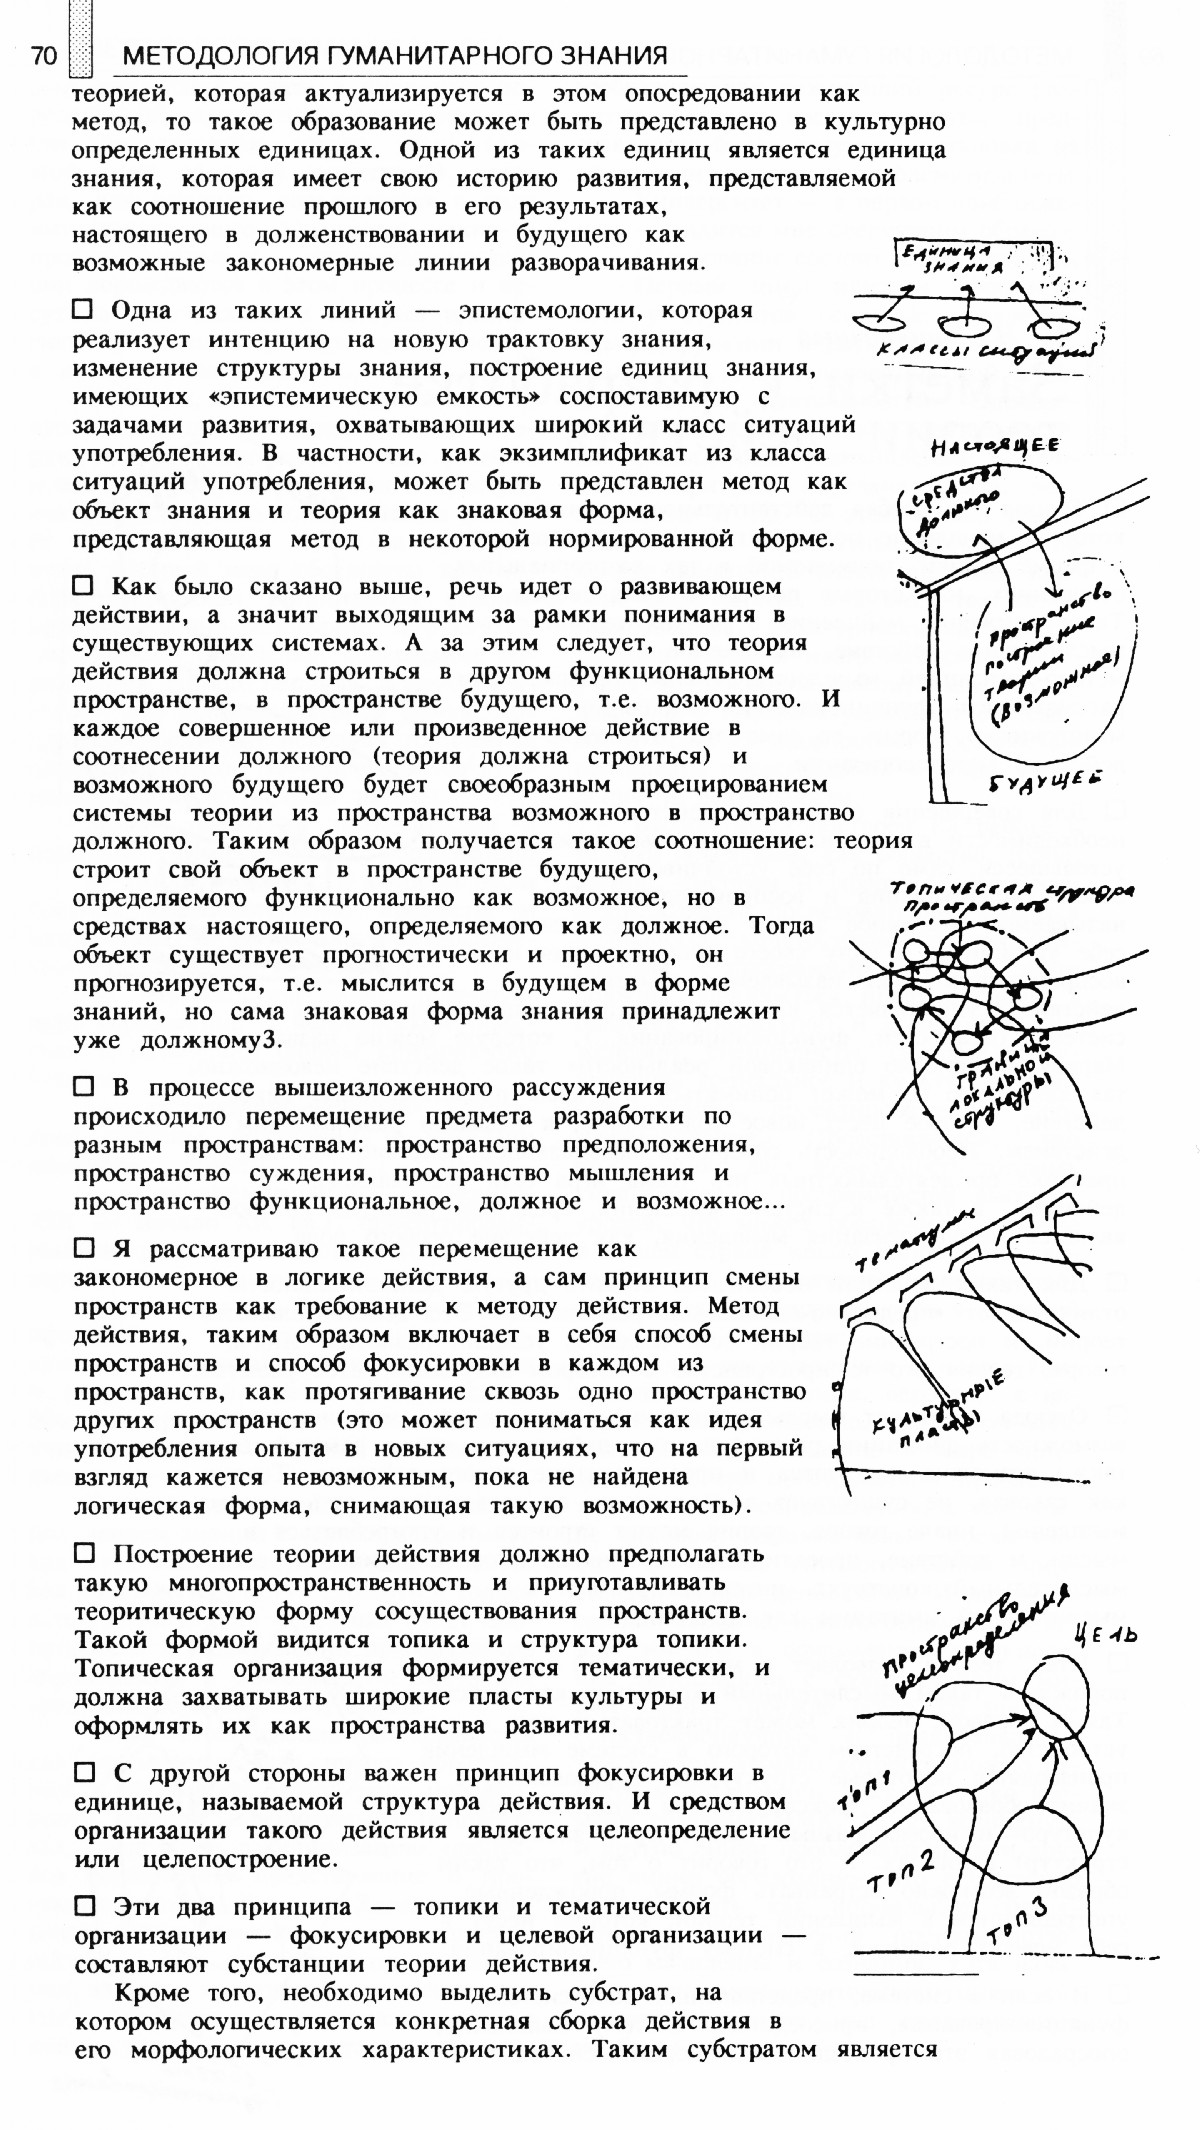 70
МЕТОДОЛОГИЯ ГУМАНИТАРНОГО ЗНАНИЯ
теорией, которая актуализируется в этом опосредовании как
метод, то такое образование может быть представлено в культурно
определенных единицах. Одной из таких единиц является единица
знания, которая имеет свою историю развития, представляемой
как соотношение прошлого в его результатах,
настоящего в долженствовании и будущего как
возможные закономерные линии разворачивания.
ЕДИНИЦА
ЗНАНИЯ
КЛАССЫ ситуаций
☐ Одна из таких линий — эпистемологии, которая
реализует интенцию на новую трактовку знания,
изменение структуры знания, построение единиц знания,
имеющих «эпистемическую емкость» соспоставимую с
задачами развития, охватывающих широкий класс ситуаций
употребления. В частности, как экзимплификат из класса
ситуаций употребления, может быть представлен метод как
объект знания и теория как знаковая форма,
представляющая метод в некоторой нормированной форме.
НАСТОЯЩЕЕ
СРЕДСТВА
должного
☐ Как было сказано выше, речь идет о развивающем
действии, а значит выходящим за рамки понимания в
существующих системах. А за этим следует, что теория
действия должна строиться в другом функциональном
пространстве, в пространстве будущего, т.е. возможного. И
каждое совершенное или произведенное действие в
соотнесении должного (теория должна строиться) и
возможного будущего будет своеобразным проецированием
системы теории из пространства возможного в пространство
должного. Таким образом получается такое соотношение: теория
строит свой объект в пространстве будущего,
определяемого функционально как возможное, но в
средствах настоящего, определяемого как должное. Тогда
объект существует прогностически и проектно, он
прогнозируется, т.е. мыслится в будущем в форме
знаний, но сама знаковая форма знания принадлежит
уже должному3.
пространство
построение
теории
(возможная)
БУДУЩЕЕ
ТОПИЧЕСКАЯ структура
пространств
ГРАНИЦА
ЛОКАЛЬНОЙ
структуры
☐ В процессе вышеизложенного рассуждения
происходило перемещение предмета разработки по
разным пространствам: пространство предположения,
пространство суждения, пространство мышления и
пространство функциональное, должное и возможное...
☐ Я рассматриваю такое перемещение как
закономерное в логике действия, а сам принцип смены
пространств как требование к методу действия. Метод
действия, таким образом включает в себя способ смены
пространств и способ фокусировки в каждом из
пространств, как протягивание сквозь одно пространство
других пространств (это может пониматься как идея
употребления опыта в новых ситуациях, что на первый
взгляд кажется невозможным, пока не найдена
логическая форма, снимающая такую возможность).
КУЛЬТУРНЫЕ
ПЛАСТЫ
☐ Построение теории действия должно предполагать
такую многопространственность и приуготавливать
теоритическую форму сосуществования пространств.
Такой формой видится топика и структура топики.
Топическая организация формируется тематически, и
должна захватывать широкие пласты культуры и
оформлять их как пространства развития.
пространство
целеопределения
ЦЕЛЬ
ТОП1
ТОП2
ТОП3
☐ С другой стороны важен принцип фокусировки в
единице, называемой структура действия. И средством
организации такого действия является целеопределение
или целепостроение.
☐ Эти два принципа — топики и тематической
организации — фокусировки и целевой организации —
составляют субстанции теории действия.
Кроме того, необходимо выделить субстрат, на
котором осуществляется конкретная сборка действия в
его морфологических характеристиках. Таким субстратом является